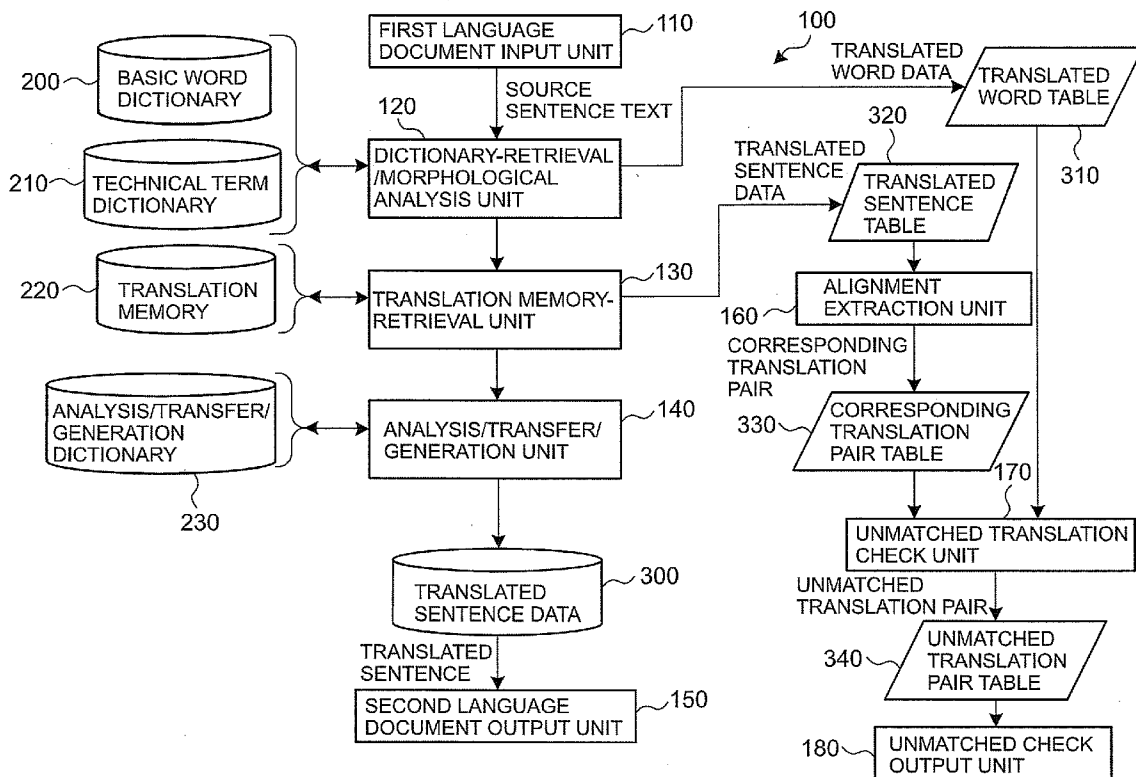 FIRST LANGUAGE
DOCUMENT INPUT UNIT
110
100
200
BASIC WORD
DICTIONARY
SOURCE
SENTENCE TEXT
TRANSLATED
WORD DATA
TRANSLATED
WORD TABLE
310
120
DICTIONARY-RETRIEVAL
/MORPHOLOGICAL
ANALYSIS UNIT
210
TECHNICAL TERM
DICTIONARY
TRANSLATED
SENTENCE
DATA
320
TRANSLATED
SENTENCE
TABLE
220
TRANSLATION
MEMORY
130
TRANSLATION MEMORY-
RETRIEVAL UNIT
160
ALIGNMENT
EXTRACTION UNIT
CORRESPONDING
TRANSLATION
PAIR
ANALYSIS/TRANSFER/
GENERATION
DICTIONARY
230
140
ANALYSIS/TRANSFER/
GENERATION UNIT
330
CORRESPONDING
TRANSLATION
PAIR TABLE
170
UNMATCHED TRANSLATION
CHECK UNIT
300
TRANSLATED
SENTENCE DATA
UNMATCHED
TRANSLATION PAIR
TRANSLATED
SENTENCE
340
UNMATCHED
TRANSLATION
PAIR TABLE
SECOND LANGUAGE
DOCUMENT OUTPUT UNIT
150
180
UNMATCHED CHECK
OUTPUT UNIT